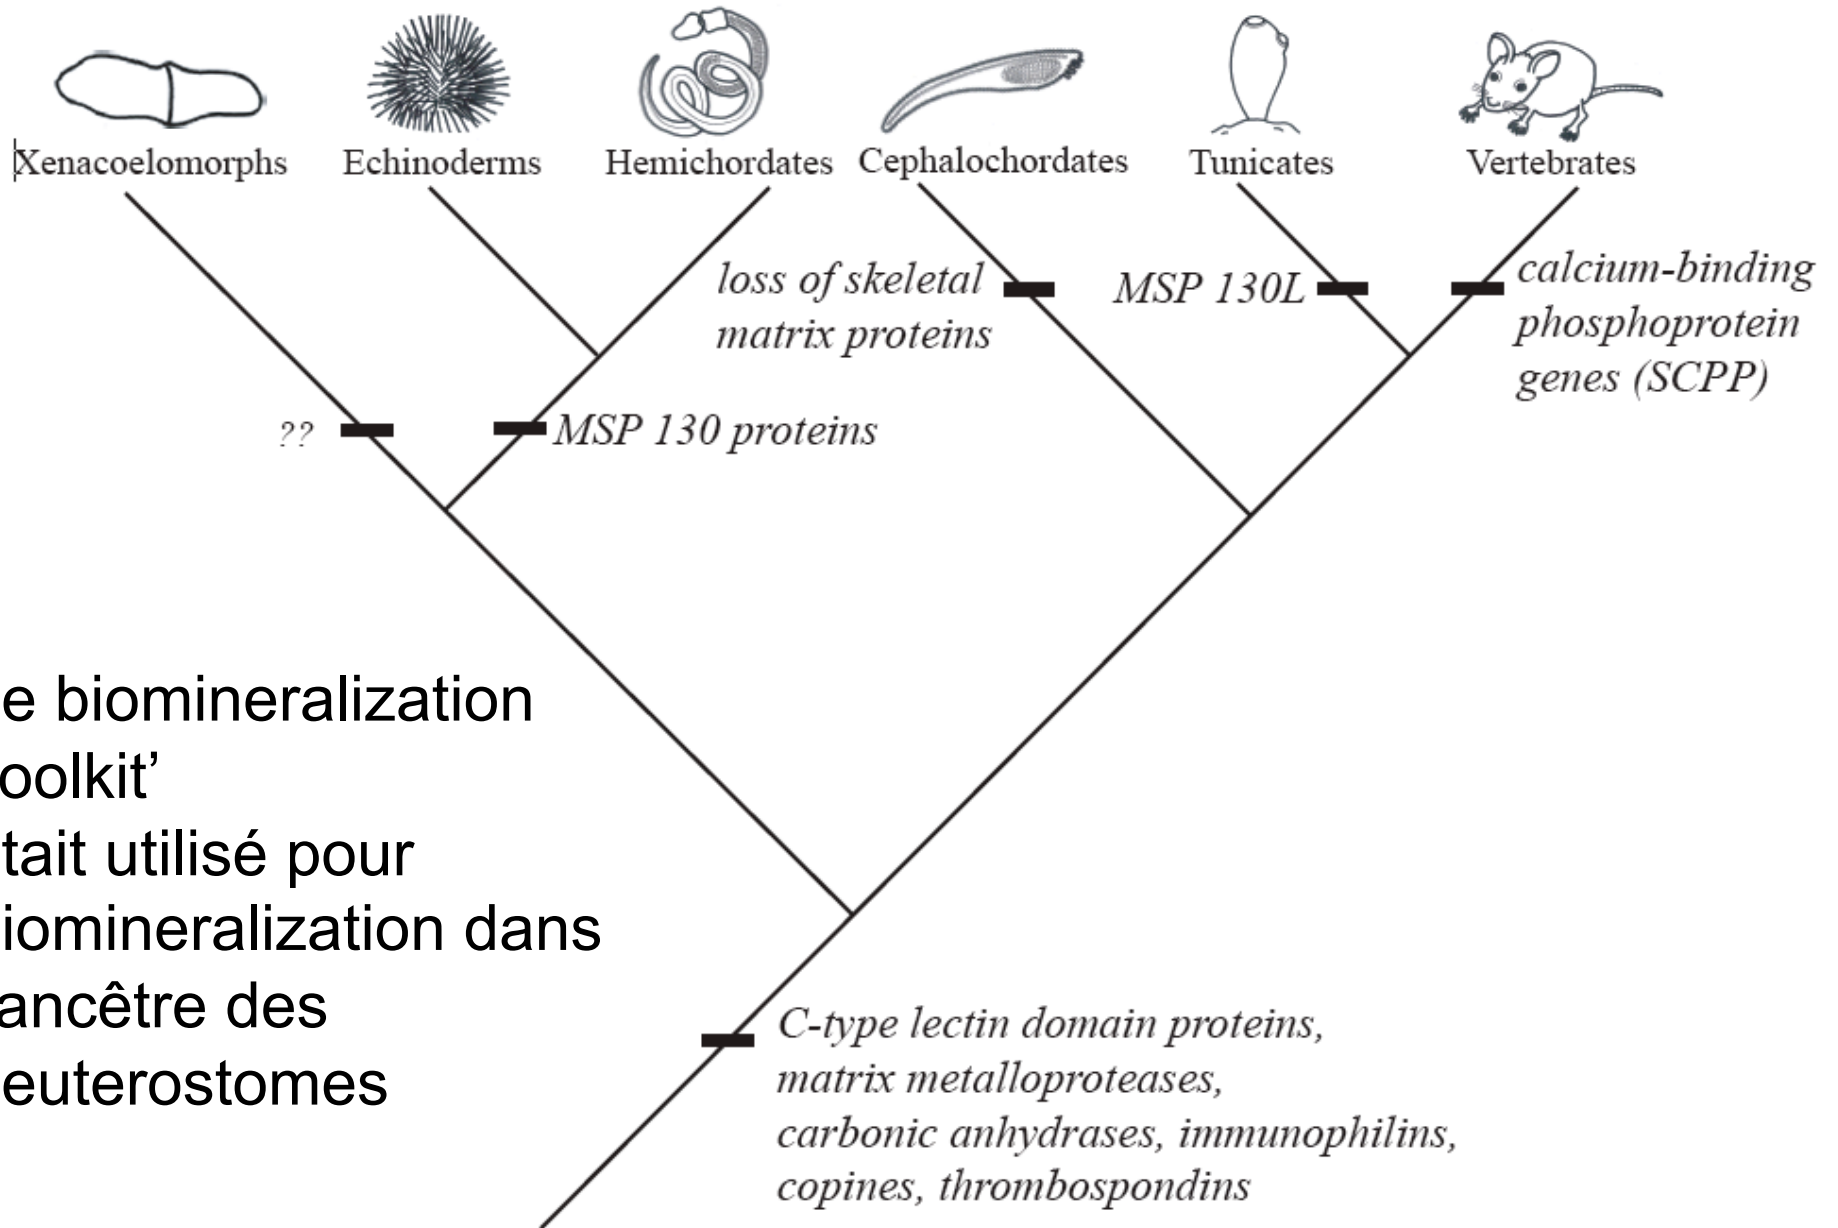 Xenacoelomorphs Echinoderms Hemichordates Cephalochordates Tunicates Vertebrates
loss of skeletal
matrix proteins
MSP 130L
calcium-binding
phosphoprotein
genes (SCPP)
??
MSP 130 proteins
e biomineralization
oolkit’
tait utilisé pour
iomineralization dans
ancêtre des
euterostomes
C-type lectin domain proteins,
matrix metalloproteases,
carbonic anhydrases, immunophilins,
copines, thrombospondins